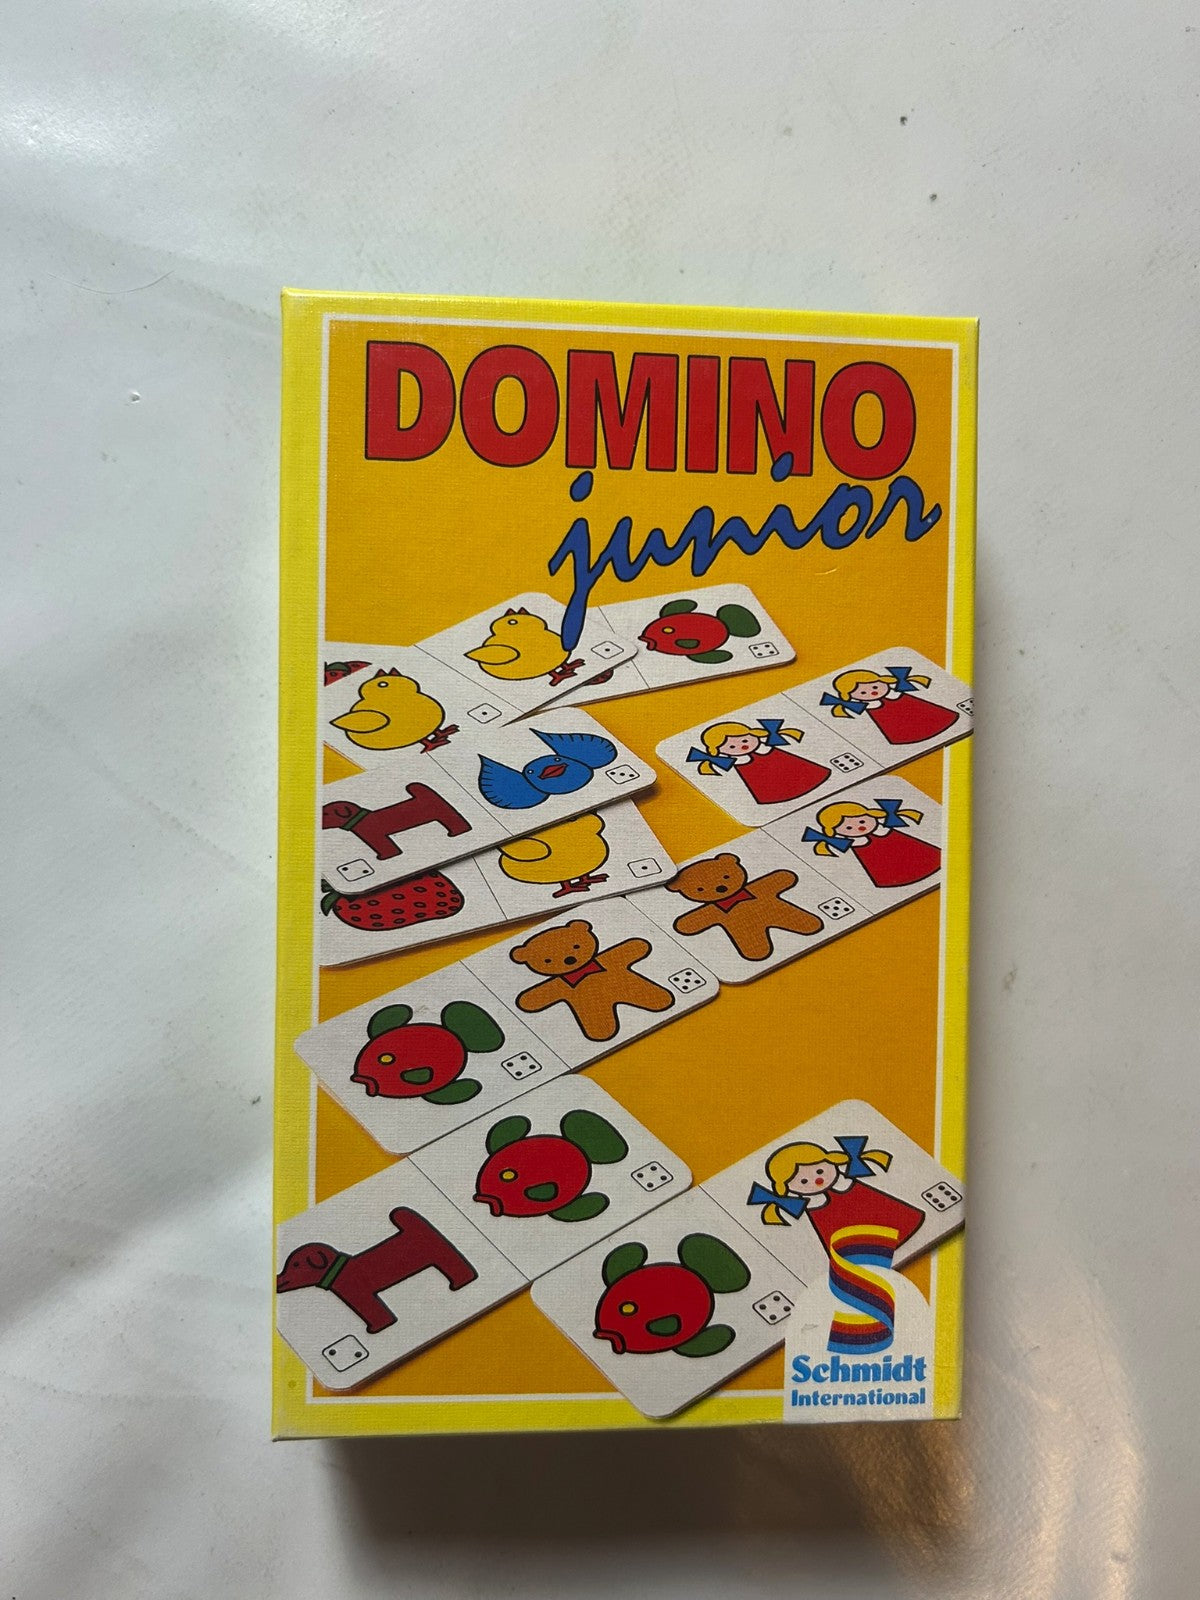 DOMINO
junior
Schmidt
International